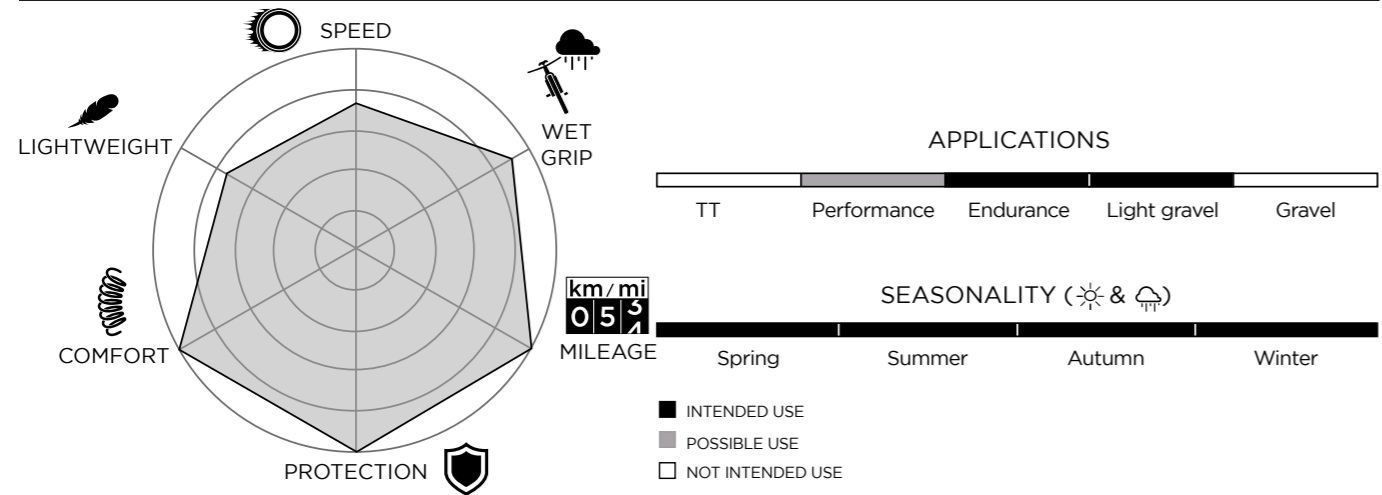 SPEED
WET
GRIP
LIGHTWEIGHT
COMFORT
km/mi
05
MILEAGE
PROTECTION
APPLICATIONS
TT Performance Endurance Light gravel Gravel
SEASONALITY ( & )
Spring Summer Autumn Winter
INTENDED USE
POSSIBLE USE
NOT INTENDED USE